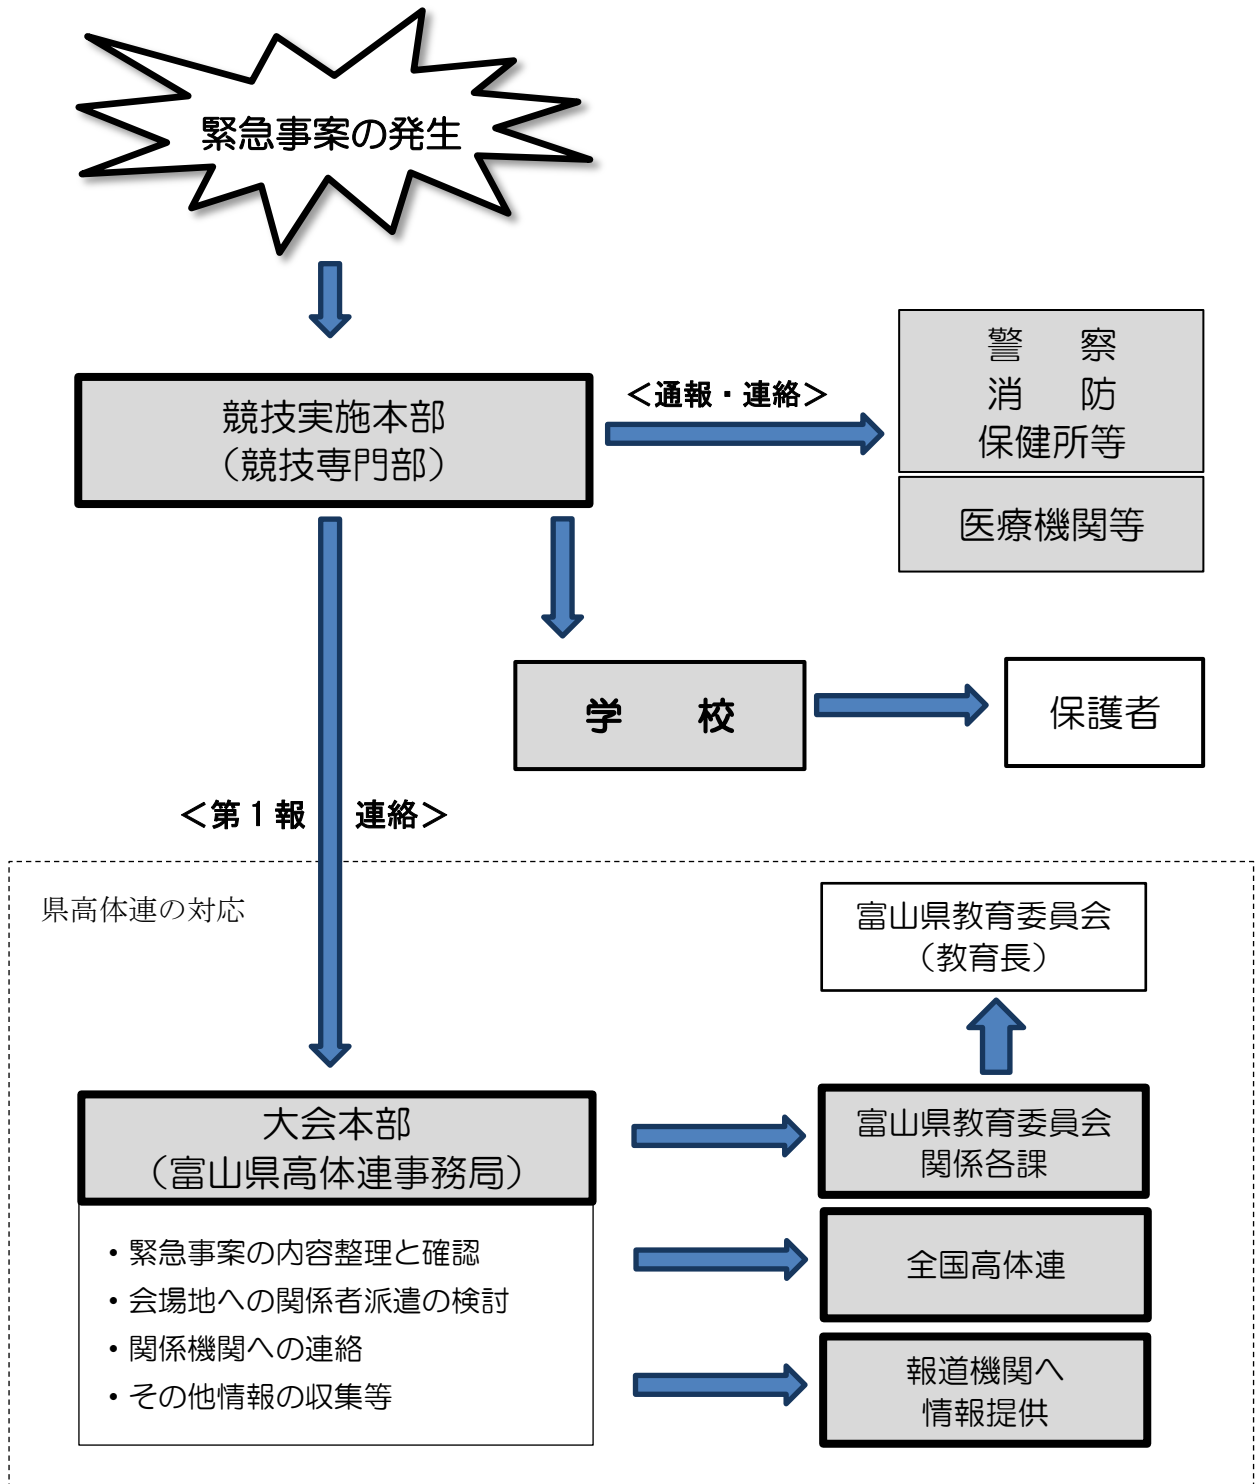 緊急事案の発生
競技実施本部
（競技専門部）
＜通報・連絡＞
警　察
消　防
保健所等
医療機関等
学　校
保護者
＜第１報　連絡＞
県高体連の対応
富山県教育委員会
（教育長）
大会本部
（富山県高体連事務局）
・緊急事案の内容整理と確認
・会場地への関係者派遣の検討
・関係機関への連絡
・その他情報の収集等
富山県教育委員会
関係各課
全国高体連
報道機関へ
情報提供